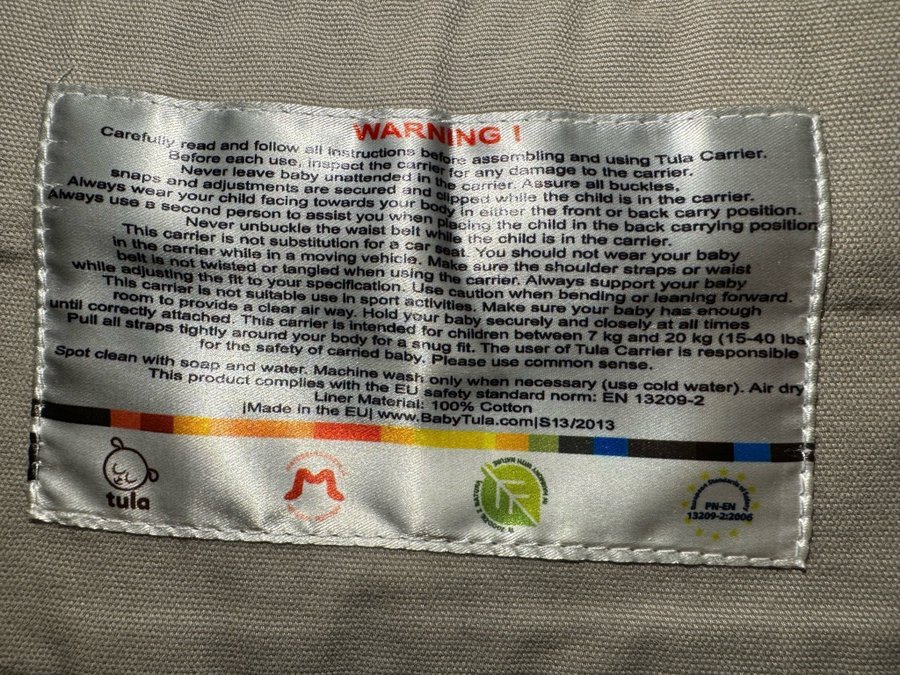 WARNING !
Carefully read and follow all instructions before assembling and using Tula Carrier.
Before each use, inspect the carrier for any damage to the carrier.
Never leave baby unattended in the carrier. Assure all buckles.
snaps and adjustments are secured and clipped while the child is in the carrier.
Always wear your child facing towards your body in either the front or back carry position.
Always use a second person to assist you when placing the child in the back carrying position
Never unbuckle the waist belt while the child is in the carrier.
This carrier is not substitution for a car seat. You should not wear your baby
in the carrier while in a moving vehicle. Make sure the shoulder straps or waist
belt is not twisted or tangled when using the carrier. Always support your baby
while adjusting the fit to your specification. Use caution when bending or leaning forward.
This carrier is not suitable use in sport activities. Make sure your baby has enough
room to provide a clear air way. Hold your baby securely and closely at all times
until correctly attached. This carrier is intended for children between 7 kg and 20 kg (15-40 lbs
Pull all straps tightly around your body for a snug fit. The user of Tula Carrier is responsible
for the safety of carried baby. Please use common sense.
Spot clean with soap and water. Machine wash only when necessary (use cold water). Air dry
This product complies with the EU safety standard norm: EN 13209-2
Liner Material: 100% Cotton
|Made in the EU| www.BabyTula.com|S13/2013
tula
IN HARMONY WITH NATURE
PN-EN
13209-2:2006